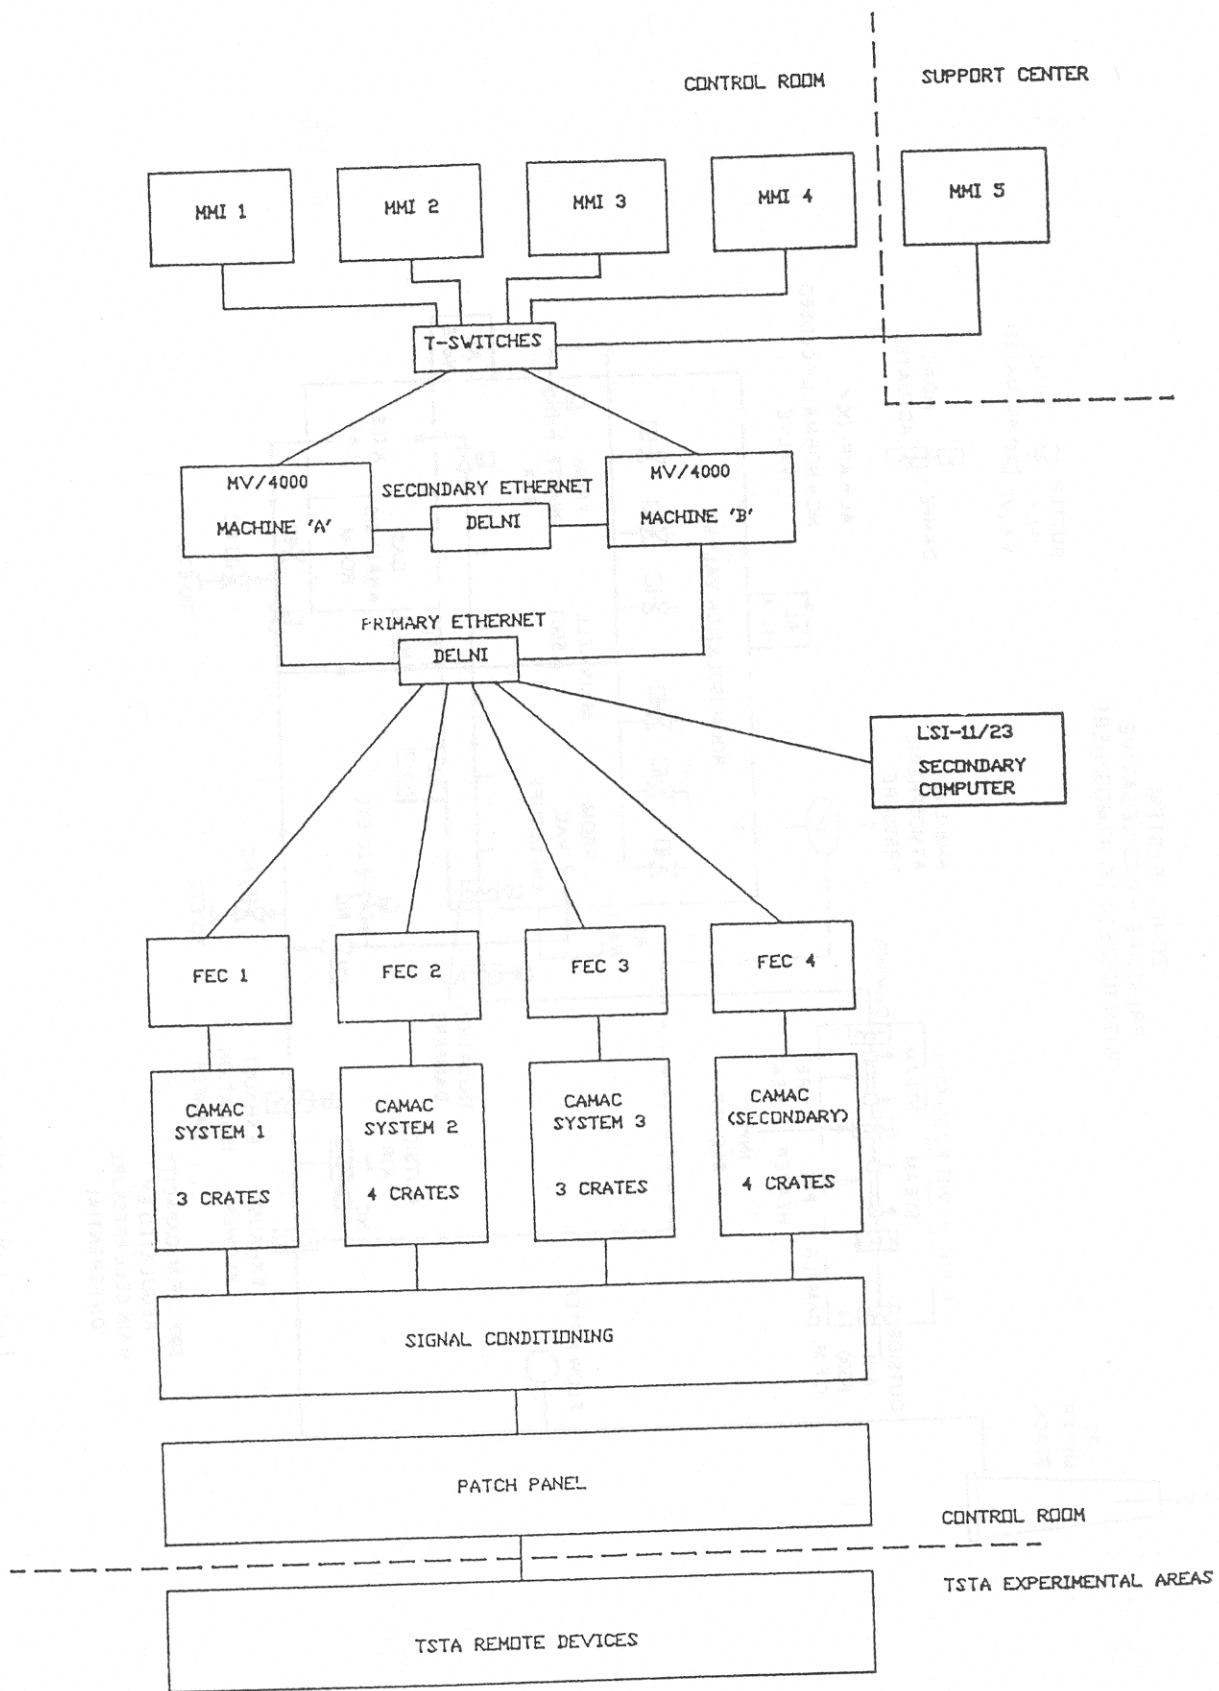 CONTROL ROOM
SUPPORT CENTER
MMI 1
MMI 2
MMI 3
MMI 4
MMI 5
T-SWITCHES
MV/4000
MACHINE 'A'
SECONDARY ETHERNET
DELNI
MV/4000
MACHINE 'B'
PRIMARY ETHERNET
DELNI
LSI-11/23
SECONDARY
COMPUTER
FEC 1
FEC 2
FEC 3
FEC 4
CAMAC
SYSTEM 1
3 CRATES
CAMAC
SYSTEM 2
4 CRATES
CAMAC
SYSTEM 3
3 CRATES
CAMAC
(SECONDARY)
4 CRATES
SIGNAL CONDITIONING
PATCH PANEL
CONTROL ROOM
TSTA EXPERIMENTAL AREAS
TSTA REMOTE DEVICES